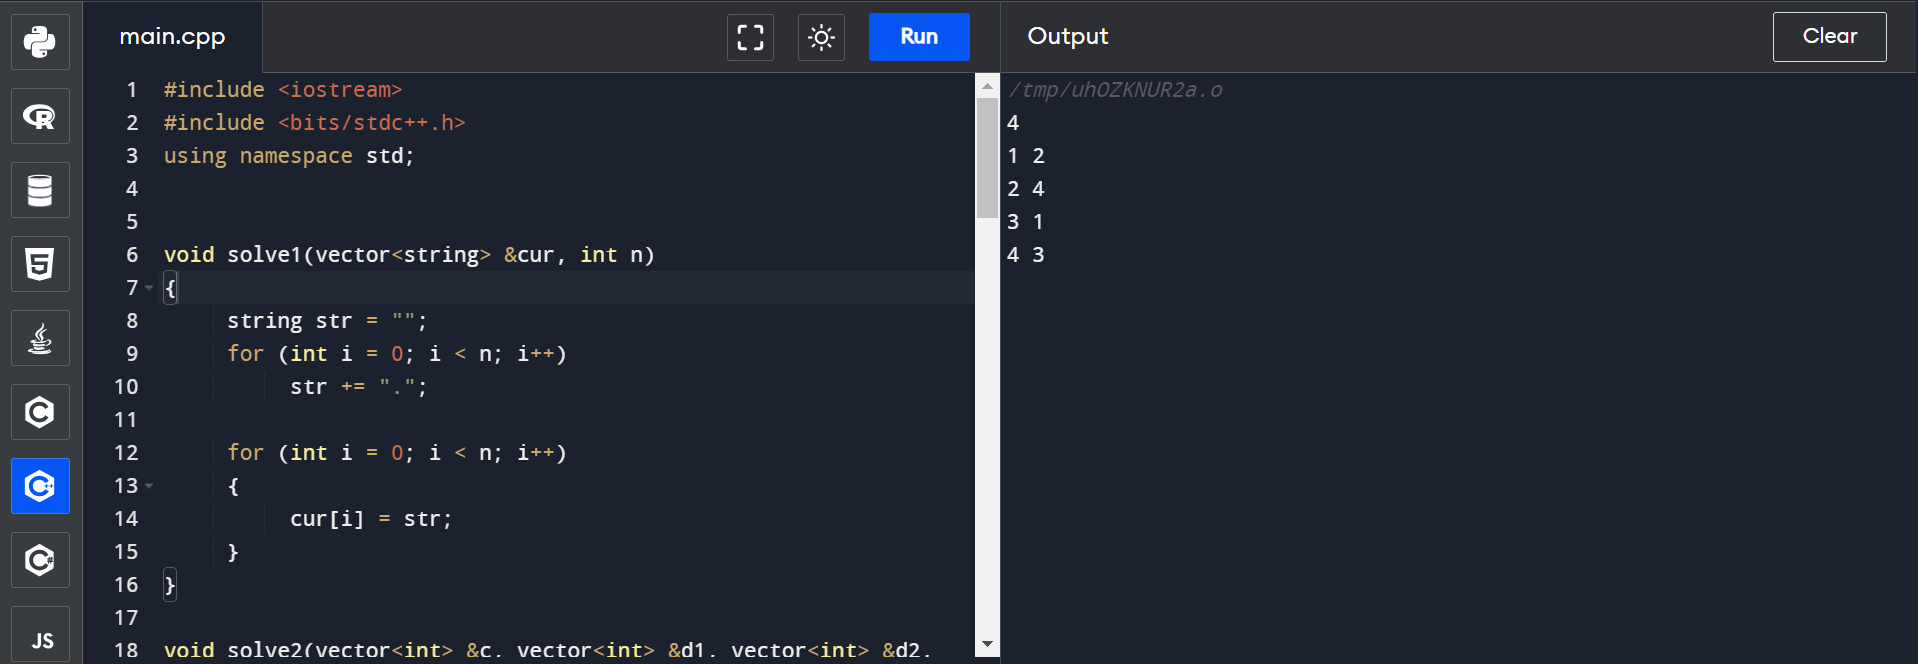 main.cpp
Run
Output
Clear
1 #include <iostream>
2 #include <bits/stdc++.h>
3 using namespace std;
4
5
6 void solve1(vector<string> &cur, int n)
7 {
8 string str = "";
9 for (int i = 0; i < n; i++)
10 str += ".";
11
12 for (int i = 0; i < n; i++)
13 {
14 cur[i] = str;
15 }
16 }
17
18 void solve2(vector<int> &c, vector<int> &d1, vector<int> &d2,
/tmp/uhOZKNUR2a.o
4
1 2
2 4
3 1
4 3
R
5
C
C++
C#
JS